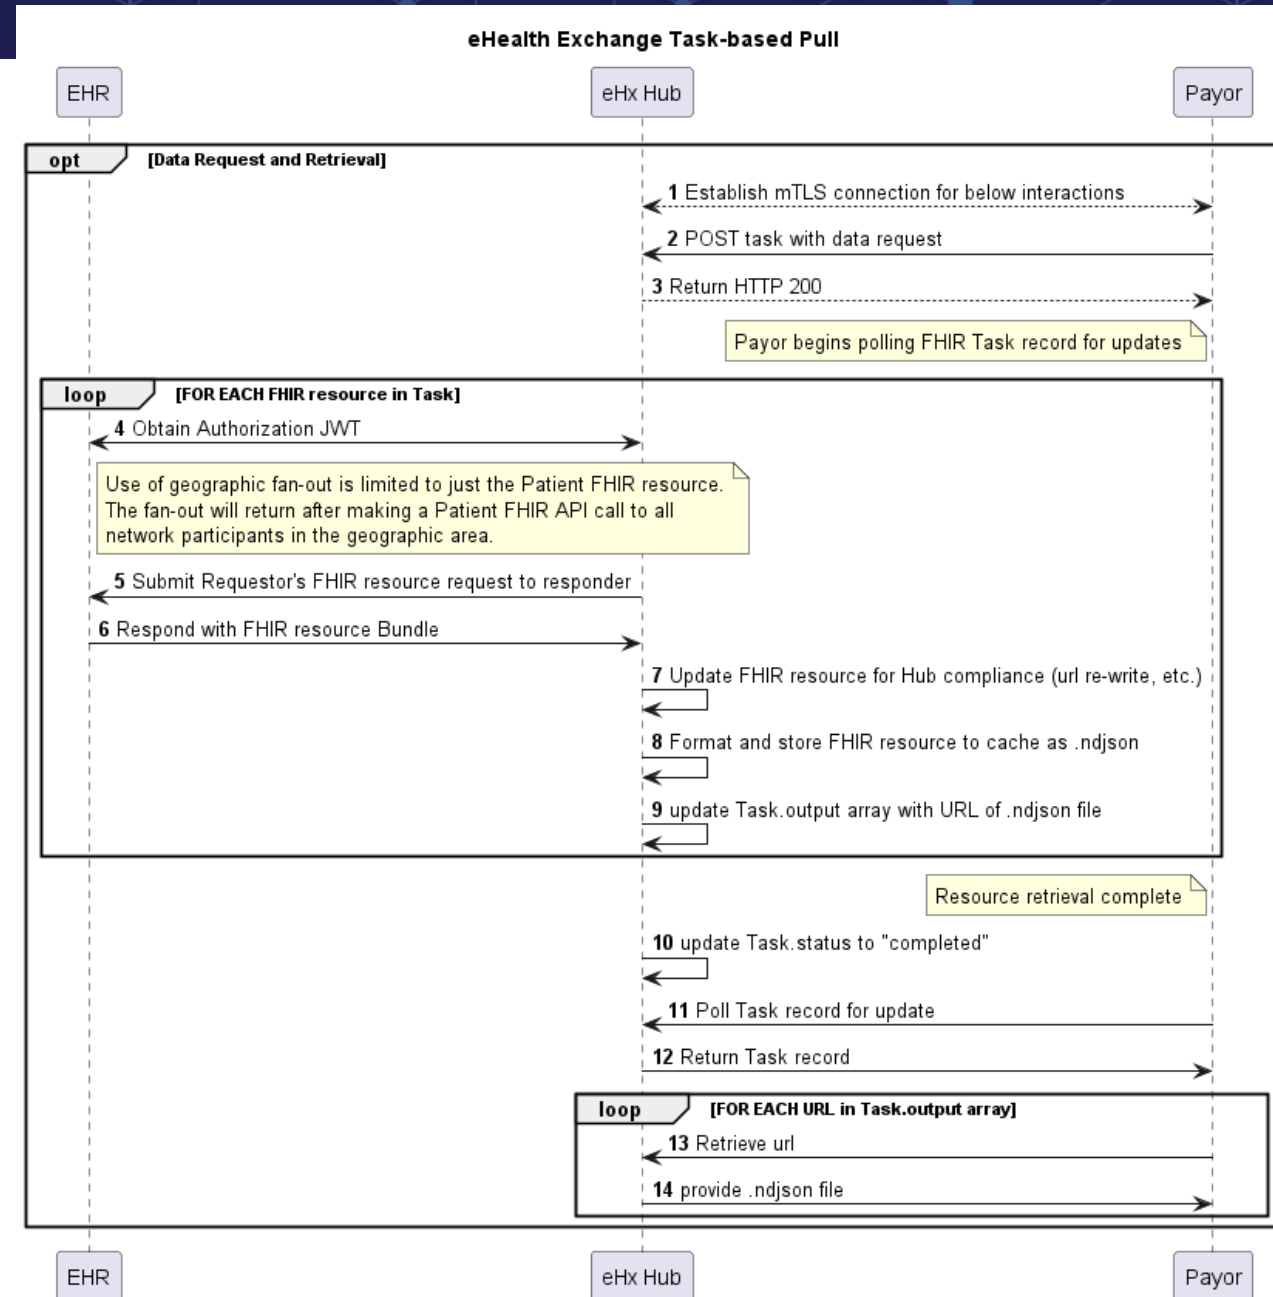 eHealth Exchange Task-based Pull
EHR
eHx Hub
Payor
opt
[Data Request and Retrieval]
1 Establish mTLS connection for below interactions
2 POST task with data request
3 Return HTTP 200
Payor begins polling FHIR Task record for updates
loop
[FOR EACH FHIR resource in Task]
4 Obtain Authorization JWT
Use of geographic fan-out is limited to just the Patient FHIR resource.
The fan-out will return after making a Patient FHIR API call to all
network participants in the geographic area.
5 Submit Requestor's FHIR resource request to responder
6 Respond with FHIR resource Bundle
7 Update FHIR resource for Hub compliance (url re-write, etc.)
8 Format and store FHIR resource to cache as .ndjson
9 update Task.output array with URL of .ndjson file
Resource retrieval complete
10 update Task.status to "completed"
11 Poll Task record for update
12 Return Task record
loop
[FOR EACH URL in Task.output array]
13 Retrieve url
14 provide .ndjson file
EHR
eHx Hub
Payor